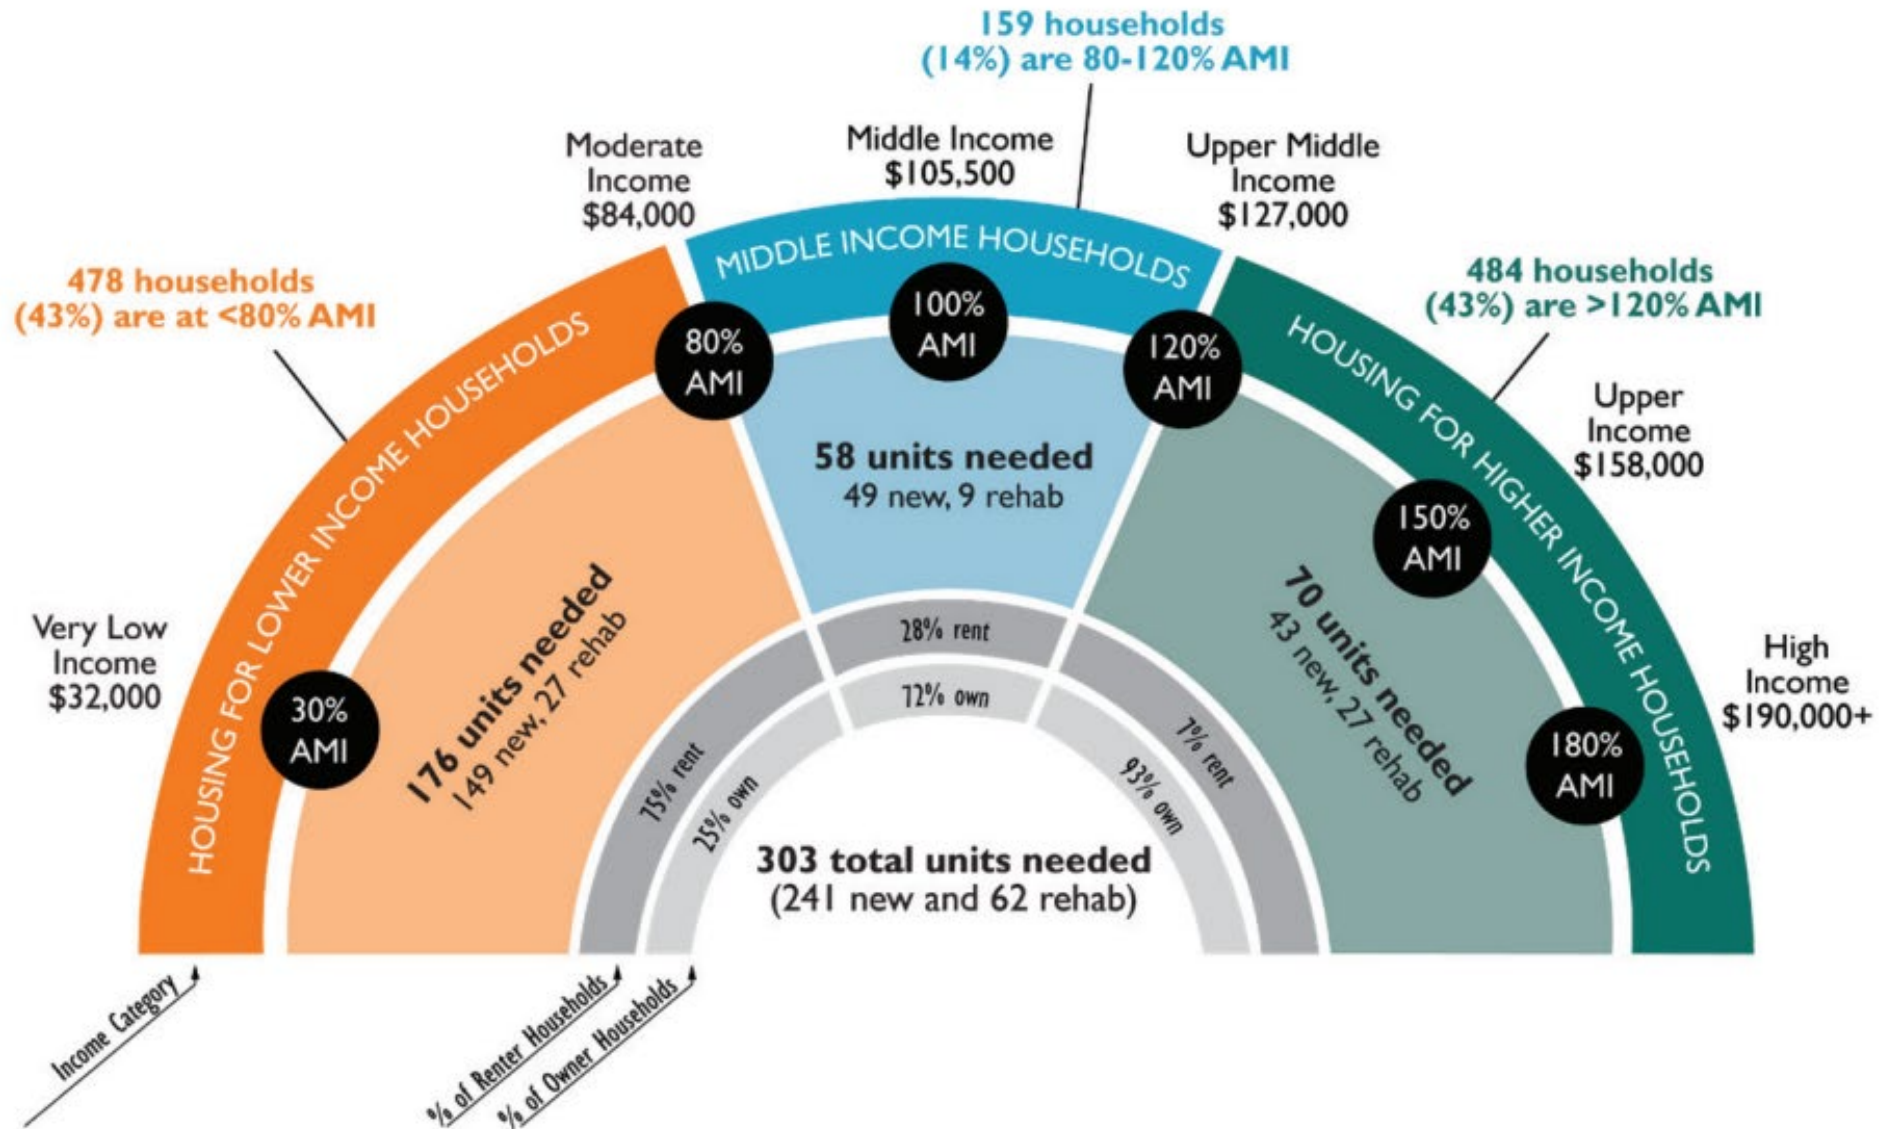 159 households
(14%) are 80-120% AMI
Moderate
Income
$84,000
Middle Income
$105,500
Upper Middle
Income
$127,000
478 households
(43%) are at <80% AMI
484 households
(43%) are >120% AMI
HOUSING FOR LOWER INCOME HOUSEHOLDS
MIDDLE INCOME HOUSEHOLDS
HOUSING FOR HIGHER INCOME HOUSEHOLDS
80%
AMI
100%
AMI
120%
AMI
Upper
Income
$158,000
150%
AMI
58 units needed
49 new, 9 rehab
Very Low
Income
$32,000
30%
AMI
176 units needed
149 new, 27 rehab
70 units needed
43 new, 27 rehab
High
Income
$190,000+
180%
AMI
28% rent
72% own
75% rent
25% own
7% rent
93% own
303 total units needed
(241 new and 62 rehab)
Income Category
% of Renter Households
% of Owner Households